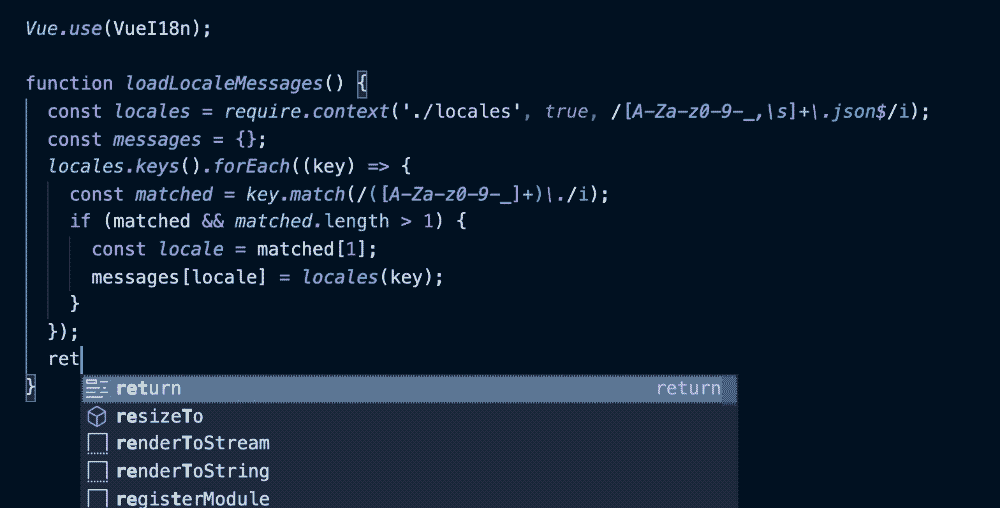 Vue.use(VueI18n);
function loadLocaleMessages() {
const locales = require.context('./locales', true, /[A-Za-z0-9-_,\s]+\.json$/i);
const messages = {};
locales.keys().forEach((key) => {
const matched = key.match(/([A-Za-z0-9-_]+)\./i);
if (matched && matched.length > 1) {
const locale = matched[1];
messages[locale] = locales(key);
}
});
ret
}
return return
resizeTo
renderToStream
renderToString
registerModule